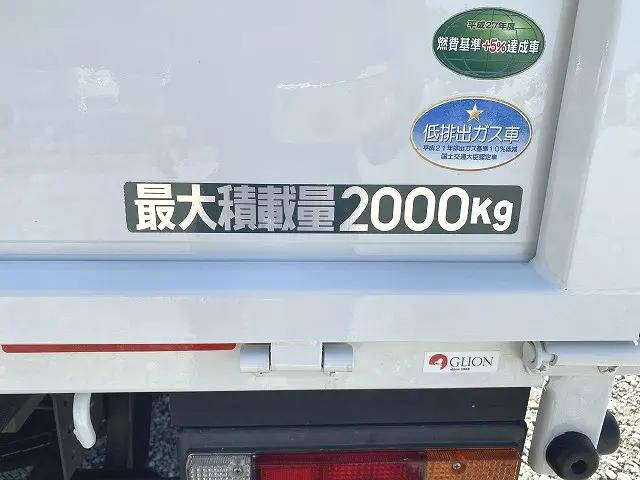 平成27年度
燃費基準+5%達成車
低排出ガス車
平成21年排出ガス基準10%低減
国土交通大臣認定車
最大積載量2000Kg
GLION
since 1986